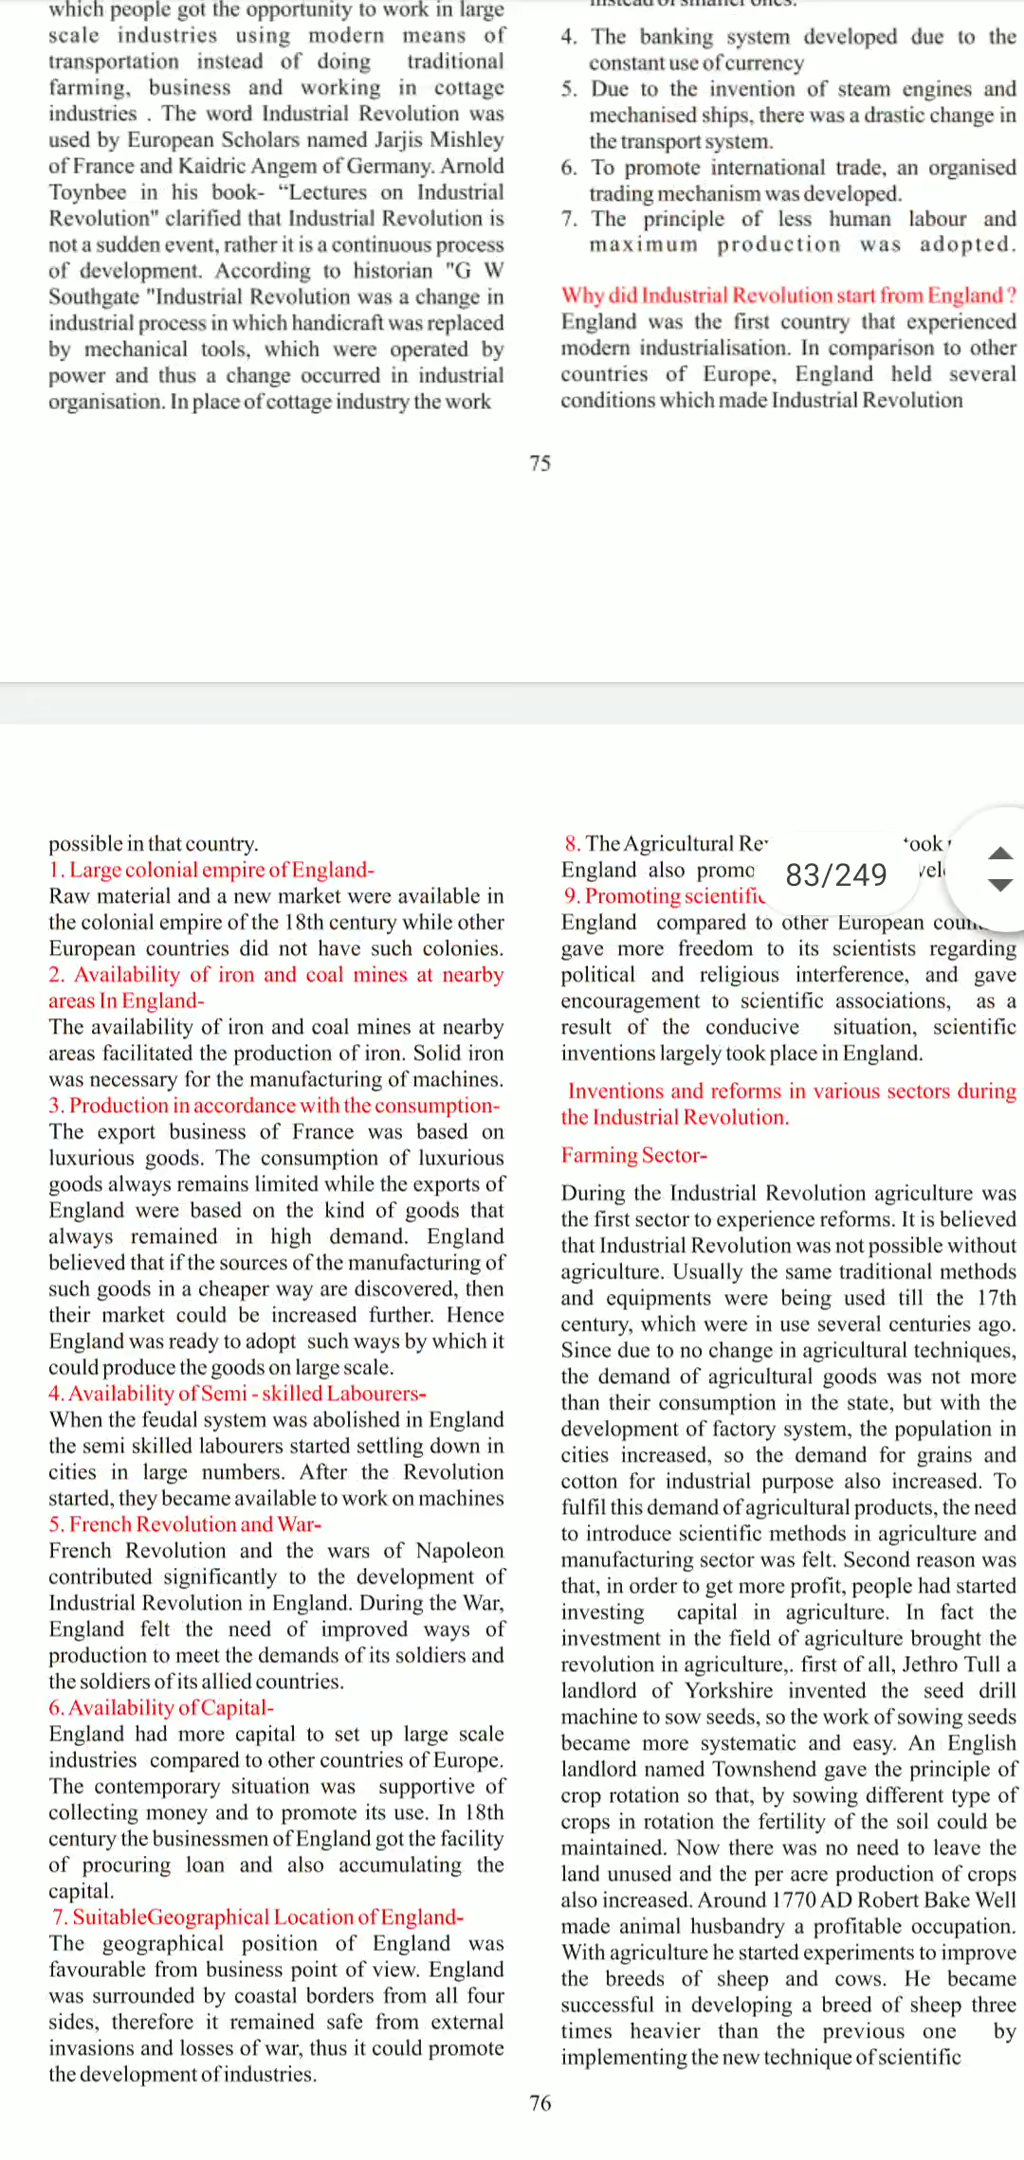 which people got the opportunity to work in large
scale industries using modern means of
transportation instead of doing traditional
farming, business and working in cottage
industries . The word Industrial Revolution was
used by European Scholars named Jarjis Mishley
of France and Kaidric Angem of Germany. Arnold
Toynbee in his book- “Lectures on Industrial
Revolution" clarified that Industrial Revolution is
not a sudden event, rather it is a continuous process
of development. According to historian "G W
Southgate "Industrial Revolution was a change in
industrial process in which handicraft was replaced
by mechanical tools, which were operated by
power and thus a change occurred in industrial
organisation. In place of cottage industry the work
instead of smaller ones.
4. The banking system developed due to the
constant use of currency
5. Due to the invention of steam engines and
mechanised ships, there was a drastic change in
the transport system.
6. To promote international trade, an organised
trading mechanism was developed.
7. The principle of less human labour and
maximum production was adopted.
Why did Industrial Revolution start from England ?
England was the first country that experienced
modern industrialisation. In comparison to other
countries of Europe, England held several
conditions which made Industrial Revolution
75
possible in that country.
1. Large colonial empire of England-
Raw material and a new market were available in
the colonial empire of the 18th century while other
European countries did not have such colonies.
2. Availability of iron and coal mines at nearby
areas In England-
The availability of iron and coal mines at nearby
areas facilitated the production of iron. Solid iron
was necessary for the manufacturing of machines.
3. Production in accordance with the consumption-
The export business of France was based on
luxurious goods. The consumption of luxurious
goods always remains limited while the exports of
England were based on the kind of goods that
always remained in high demand. England
believed that if the sources of the manufacturing of
such goods in a cheaper way are discovered, then
their market could be increased further. Hence
England was ready to adopt such ways by which it
could produce the goods on large scale.
4. Availability of Semi - skilled Labourers-
When the feudal system was abolished in England
the semi skilled labourers started settling down in
cities in large numbers. After the Revolution
started, they became available to work on machines
5. French Revolution and War-
French Revolution and the wars of Napoleon
contributed significantly to the development of
Industrial Revolution in England. During the War,
England felt the need of improved ways of
production to meet the demands of its soldiers and
the soldiers of its allied countries.
6. Availability of Capital-
England had more capital to set up large scale
industries compared to other countries of Europe.
The contemporary situation was supportive of
collecting money and to promote its use. In 18th
century the businessmen of England got the facility
of procuring loan and also accumulating the
capital.
7. SuitableGeographical Location of England-
The geographical position of England was
favourable from business point of view. England
was surrounded by coastal borders from all four
sides, therefore it remained safe from external
invasions and losses of war, thus it could promote
the development of industries.
8. The Agricultural
England also
83/249
9. Promoting
England compared to other European
gave more freedom to its scientists regarding
political and religious interference, and gave
encouragement to scientific associations, as a
result of the conducive situation, scientific
inventions largely took place in England.
Inventions and reforms in various sectors during
the Industrial Revolution.
Farming Sector-
During the Industrial Revolution agriculture was
the first sector to experience reforms. It is believed
that Industrial Revolution was not possible without
agriculture. Usually the same traditional methods
and equipments were being used till the 17th
century, which were in use several centuries ago.
Since due to no change in agricultural techniques,
the demand of agricultural goods was not more
than their consumption in the state, but with the
development of factory system, the population in
cities increased, so the demand for grains and
cotton for industrial purpose also increased. To
fulfil this demand of agricultural products, the need
to introduce scientific methods in agriculture and
manufacturing sector was felt. Second reason was
that, in order to get more profit, people had started
investing capital in agriculture. In fact the
investment in the field of agriculture brought the
revolution in agriculture,. first of all, Jethro Tull a
landlord of Yorkshire invented the seed drill
machine to sow seeds, so the work of sowing seeds
became more systematic and easy. An English
landlord named Townshend gave the principle of
crop rotation so that, by sowing different type of
crops in rotation the fertility of the soil could be
maintained. Now there was no need to leave the
land unused and the per acre production of crops
also increased. Around 1770 AD Robert Bake Well
made animal husbandry a profitable occupation.
With agriculture he started experiments to improve
the breeds of sheep and cows. He became
successful in developing a breed of sheep three
times heavier than the previous one by
implementing the new technique of scientific
76